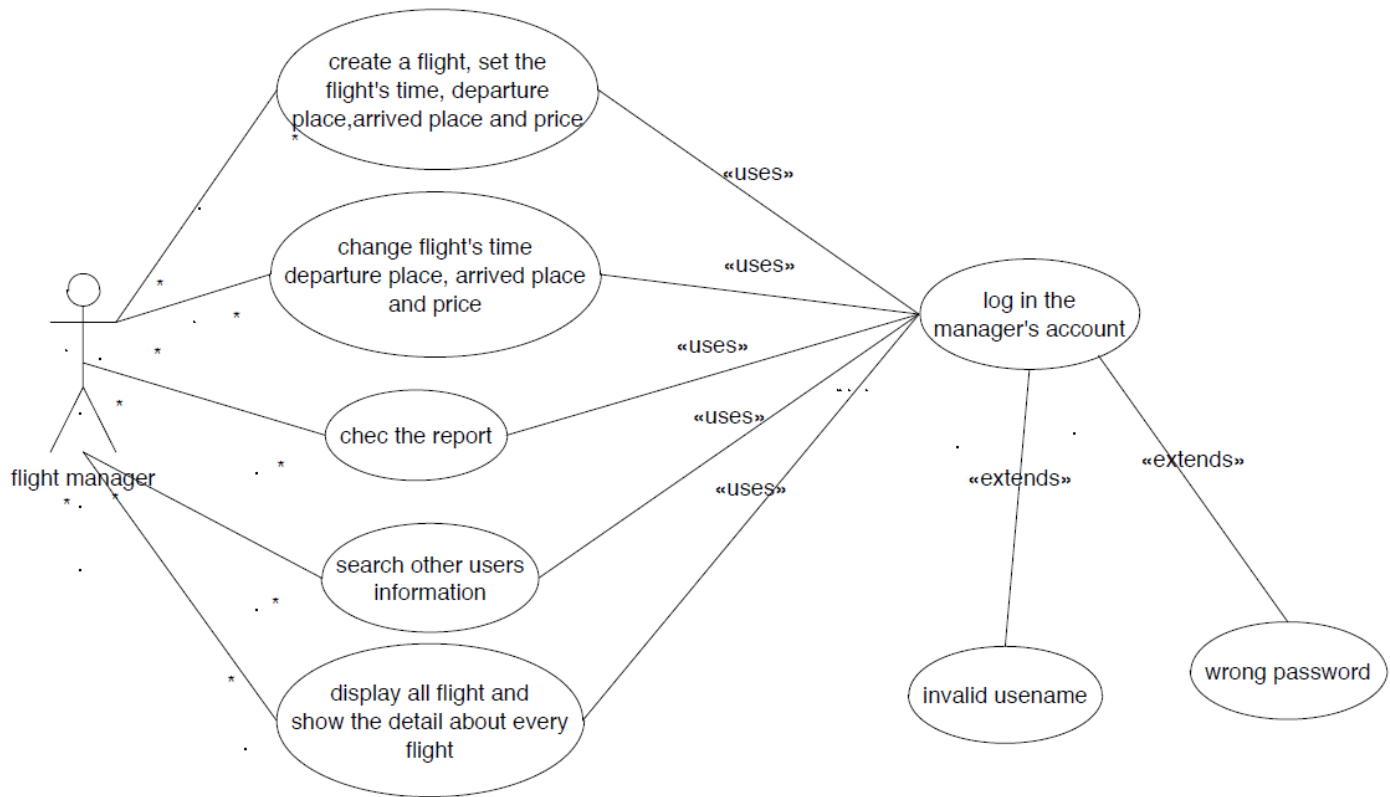 create a flight, set the
flight's time, departure
place,arrived place and price
«uses»
change flight's time
departure place, arrived place
and price
«uses»
log in the
manager's account
«uses»
chec the report
«uses»
flight manager
«uses»
«extends»
«extends»
search other users
information
display all flight and
show the detail about every
flight
invalid usename
wrong password
*
*
*
*
*
*
*
*
*
*